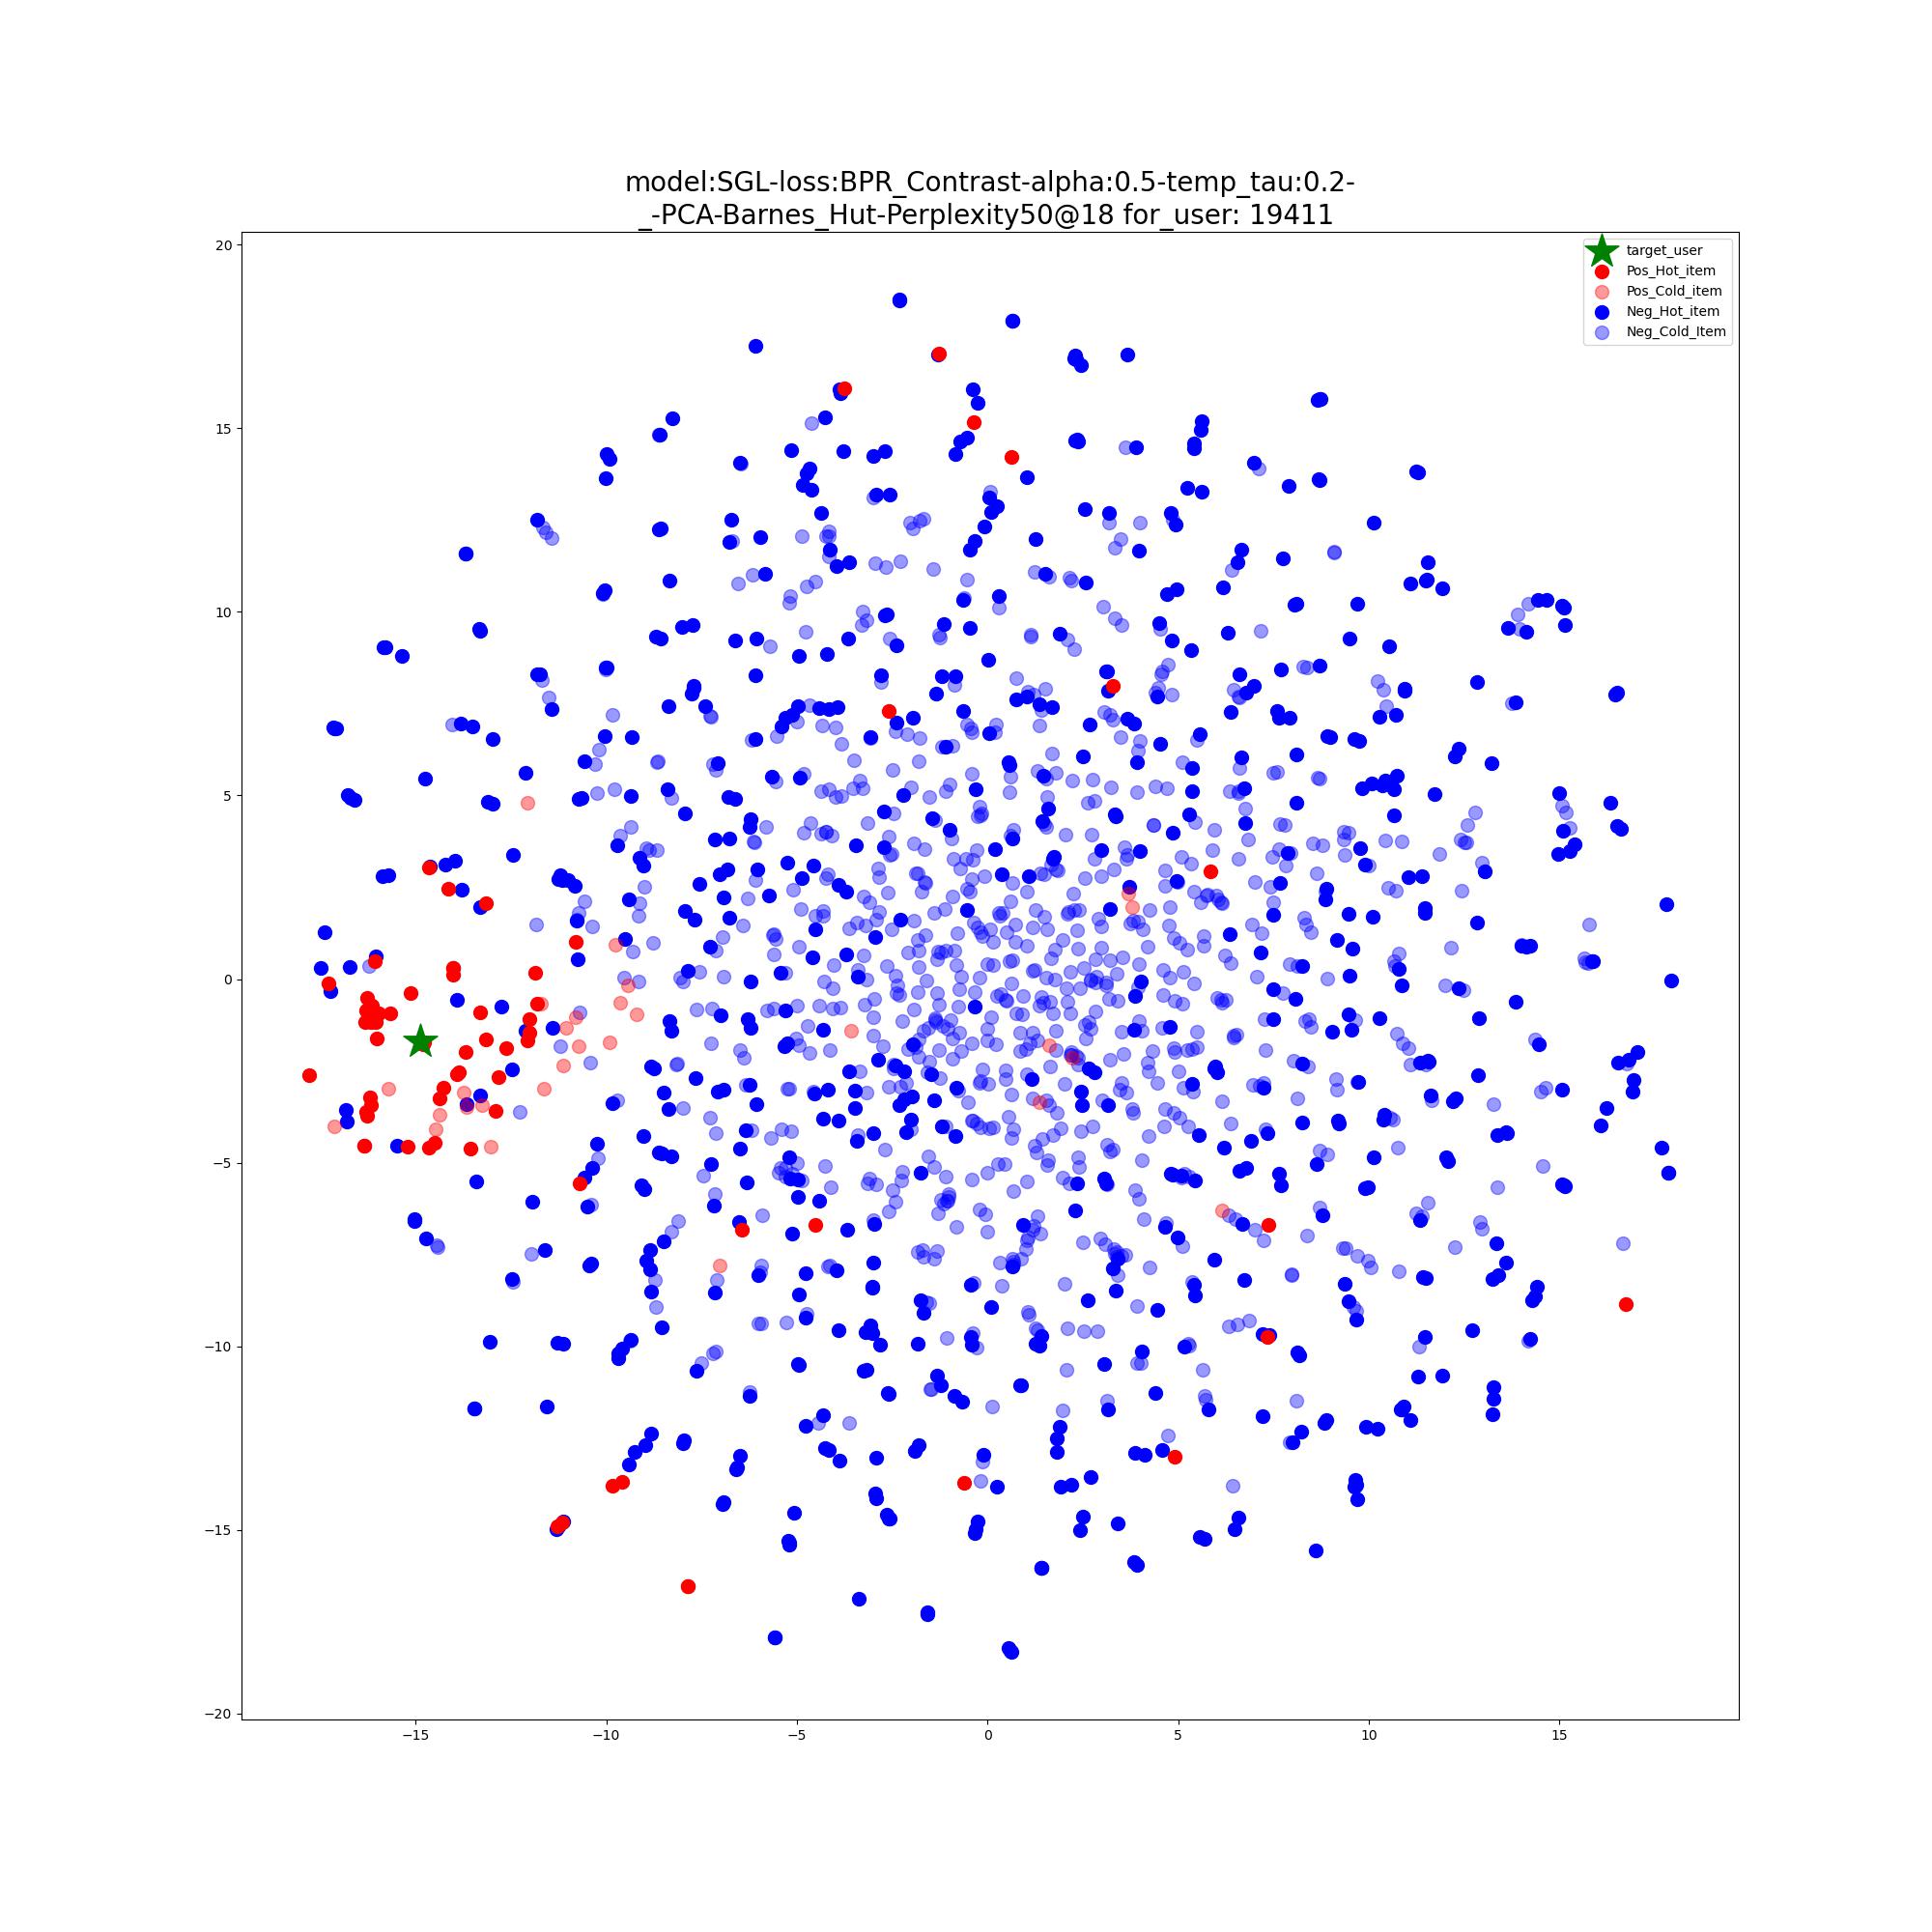 model:SGL-loss:BPR_Contrast-alpha:0.5-temp_tau:0.2-
_-PCA-Barnes_Hut-Perplexity50@18 for_user: 19411
target_user
Pos_Hot_item
Pos_Cold_item
Neg_Hot_item
Neg_Cold_Item
20
15
10
5
0
−5
−10
−15
−20
−15 −10 −5 0 5 10 15